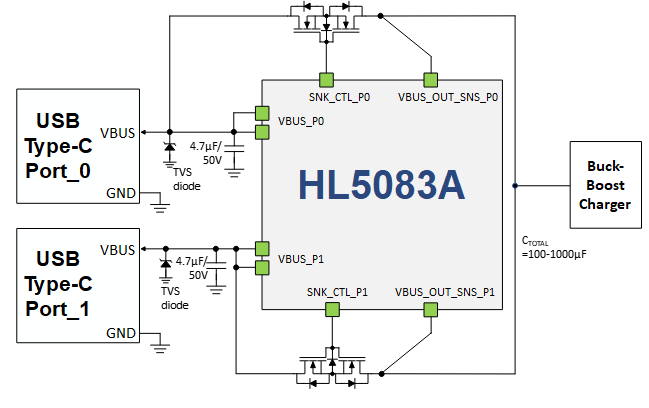 SNK_CTL_P0
VBUS_OUT_SNS_P0
USB
Type-C
Port_0
VBUS
GND
TVS
diode
4.7µF/
50V
VBUS_P0
HL5083A
Buck-
Boost
Charger
CTOTAL
=100-1000µF
USB
Type-C
Port_1
VBUS
GND
TVS
diode
4.7µF/
50V
VBUS_P1
SNK_CTL_P1
VBUS_OUT_SNS_P1